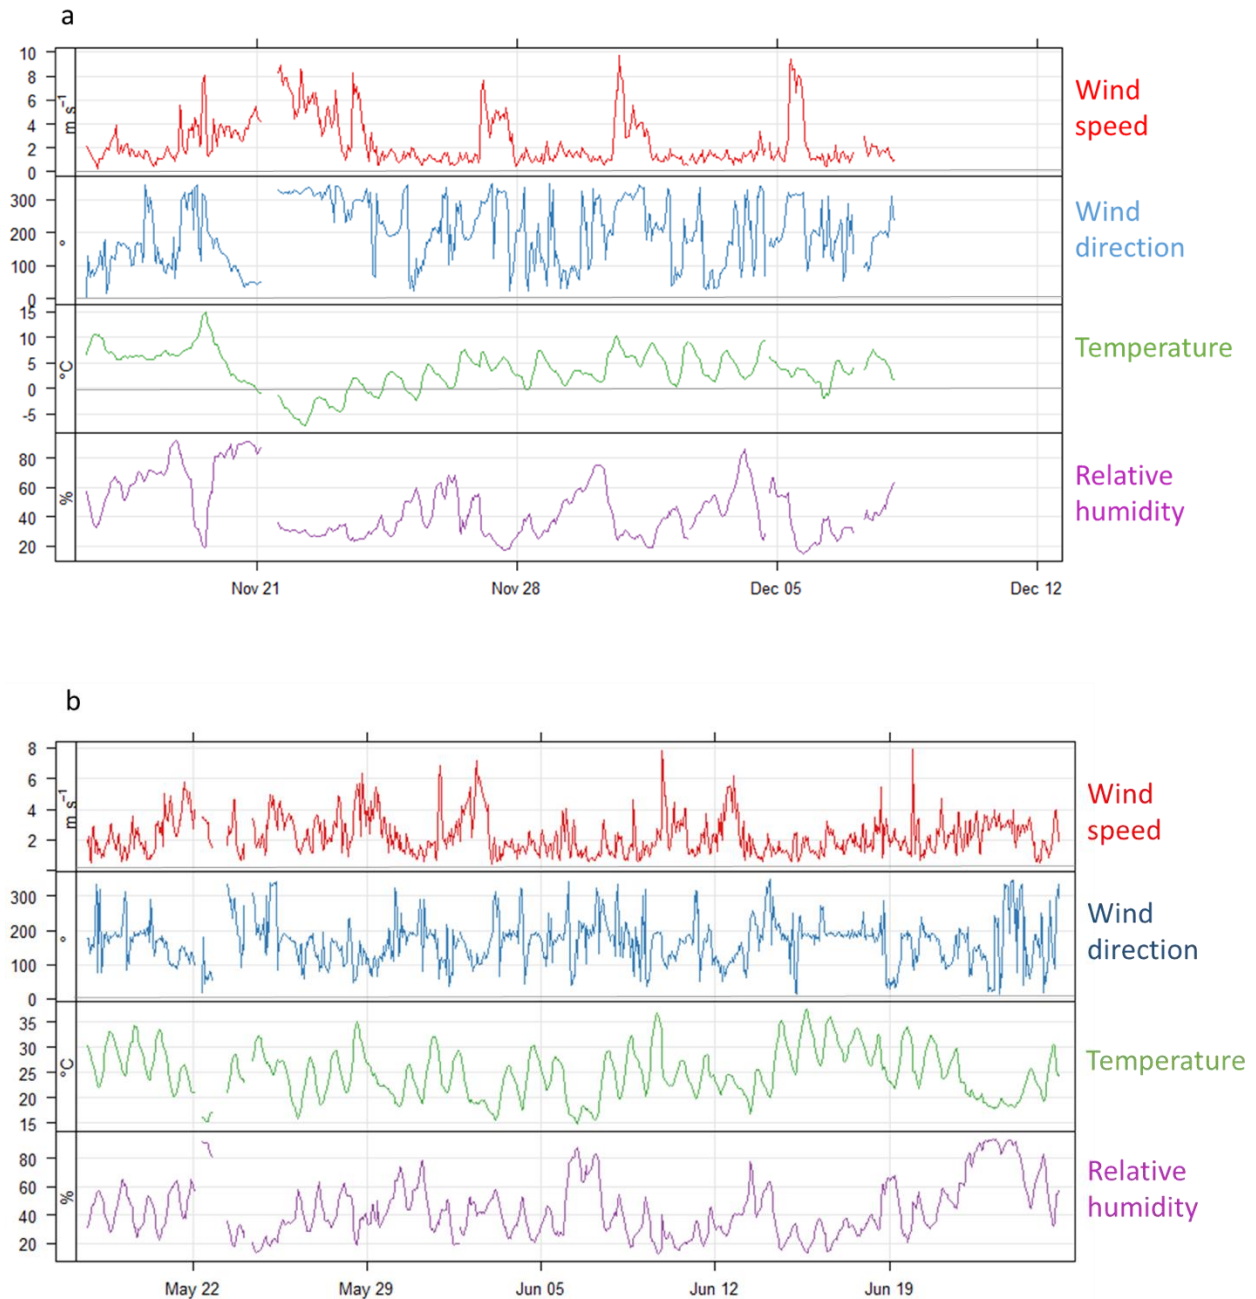 a
10
8
6
4
2
0
m s⁻¹
Wind
speed
300
200
100
0
°
Wind
direction
15
10
5
0
-5
°C
Temperature
80
60
40
20
%
Relative
humidity
Nov 21
Nov 28
Dec 05
Dec 12
b
8
6
4
2
m s⁻¹
Wind
speed
300
200
100
0
°
Wind
direction
35
30
25
20
15
°C
Temperature
80
60
40
20
%
Relative
humidity
May 22
May 29
Jun 05
Jun 12
Jun 19